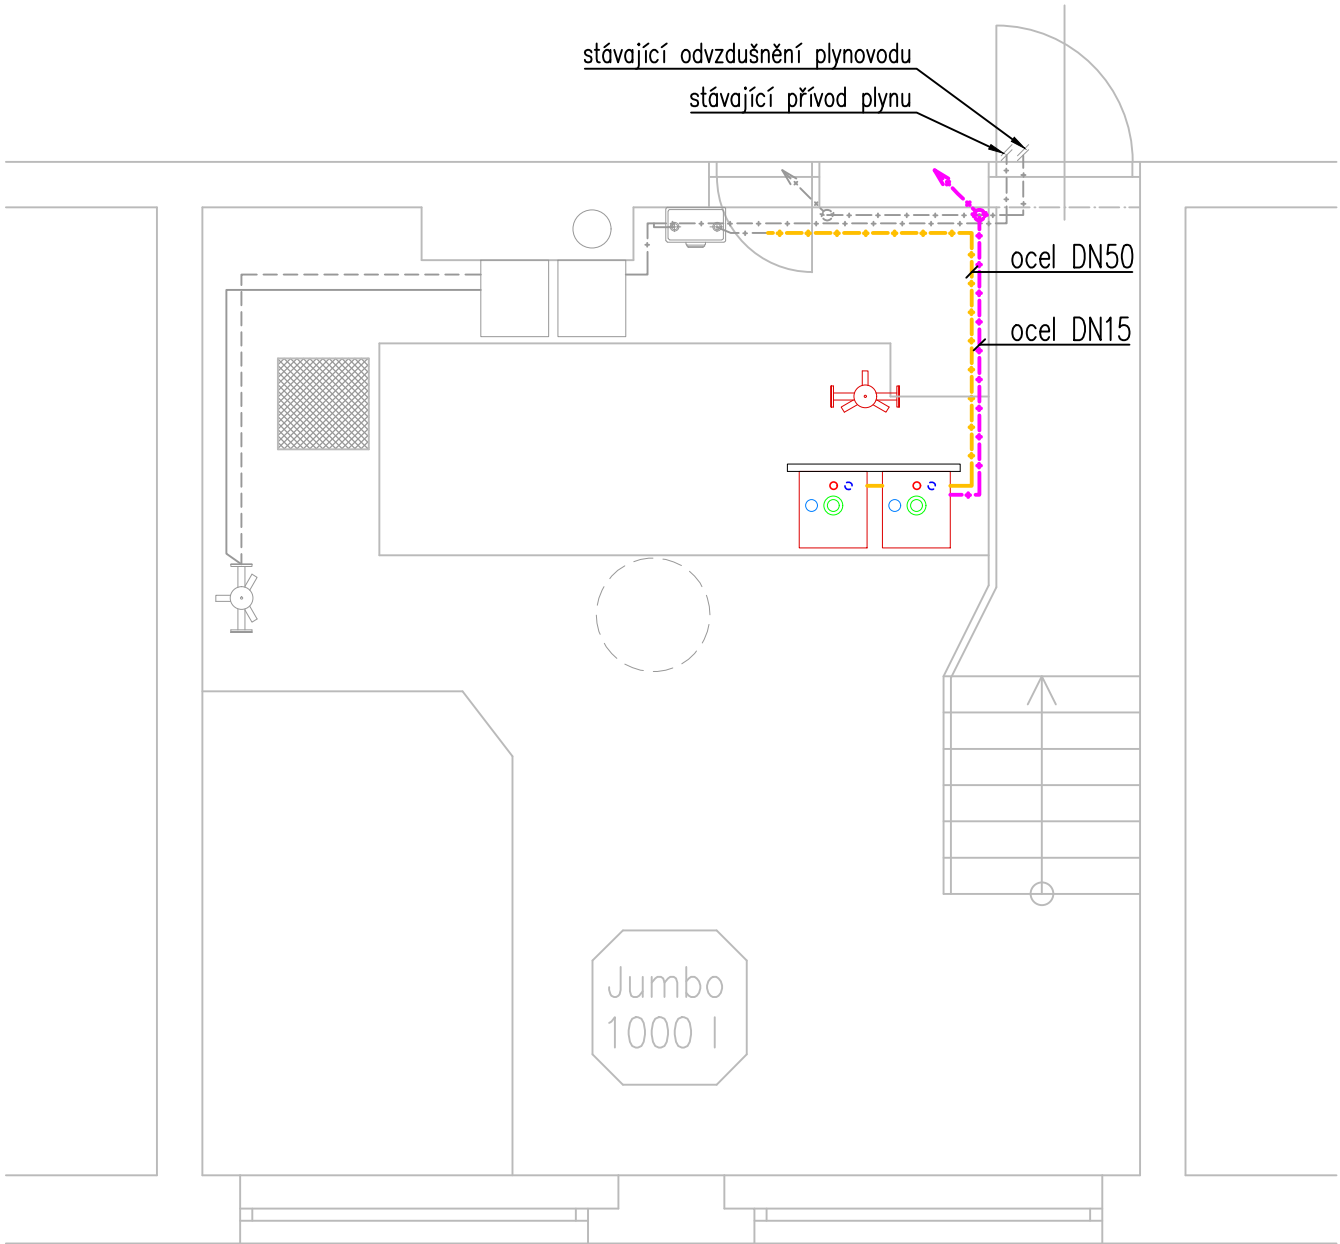 stávající odvzdušnění plynovodu
stávající přívod plynu
ocel DN50
ocel DN15
Jumbo
1000 l